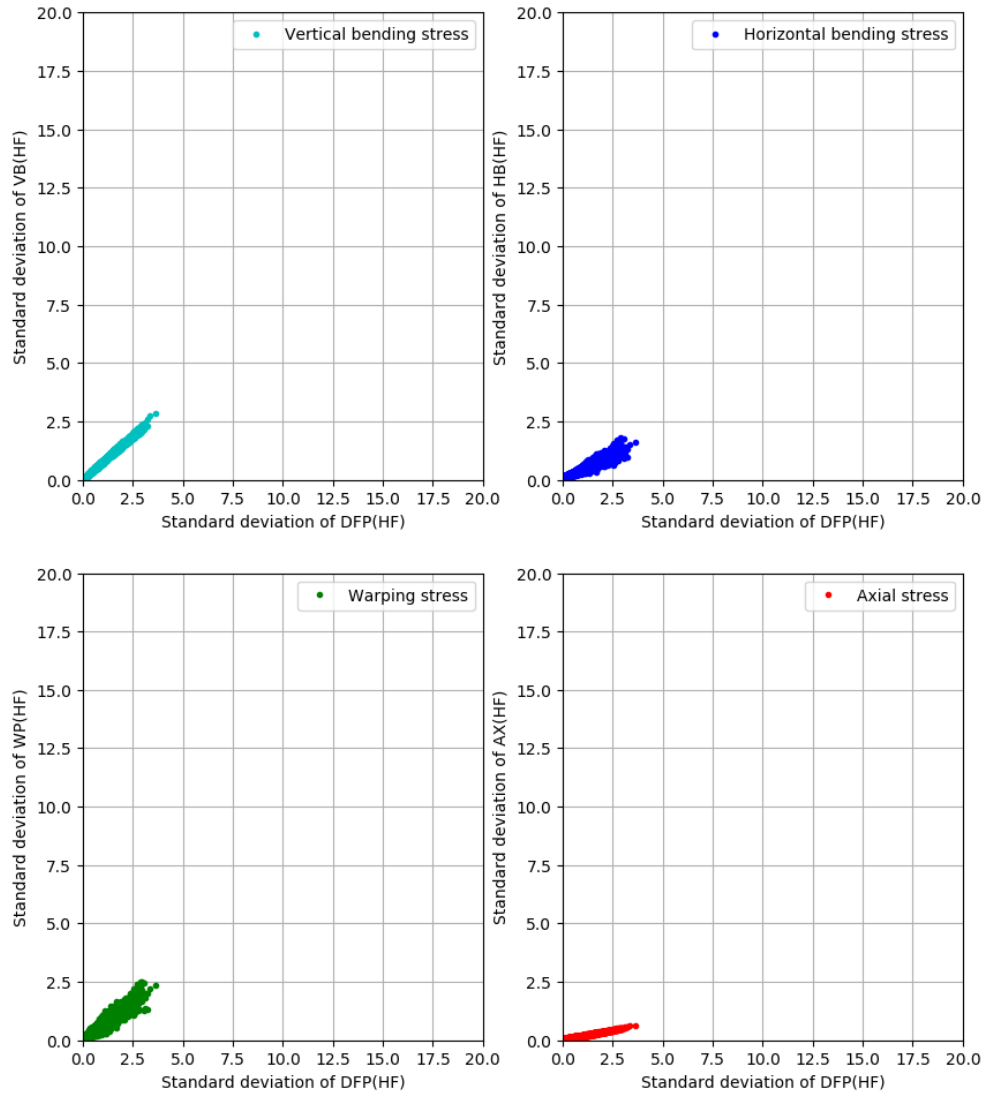 20.0
17.5
15.0
12.5
10.0
7.5
5.0
2.5
0.0
Standard deviation of VB(HF)
Vertical bending stress
0.0 2.5 5.0 7.5 10.0 12.5 15.0 17.5 20.0
Standard deviation of DFP(HF)
20.0
17.5
15.0
12.5
10.0
7.5
5.0
2.5
0.0
Standard deviation of HB(HF)
Horizontal bending stress
0.0 2.5 5.0 7.5 10.0 12.5 15.0 17.5 20.0
Standard deviation of DFP(HF)
20.0
17.5
15.0
12.5
10.0
7.5
5.0
2.5
0.0
Standard deviation of WP(HF)
Warping stress
0.0 2.5 5.0 7.5 10.0 12.5 15.0 17.5 20.0
Standard deviation of DFP(HF)
20.0
17.5
15.0
12.5
10.0
7.5
5.0
2.5
0.0
Standard deviation of AX(HF)
Axial stress
0.0 2.5 5.0 7.5 10.0 12.5 15.0 17.5 20.0
Standard deviation of DFP(HF)